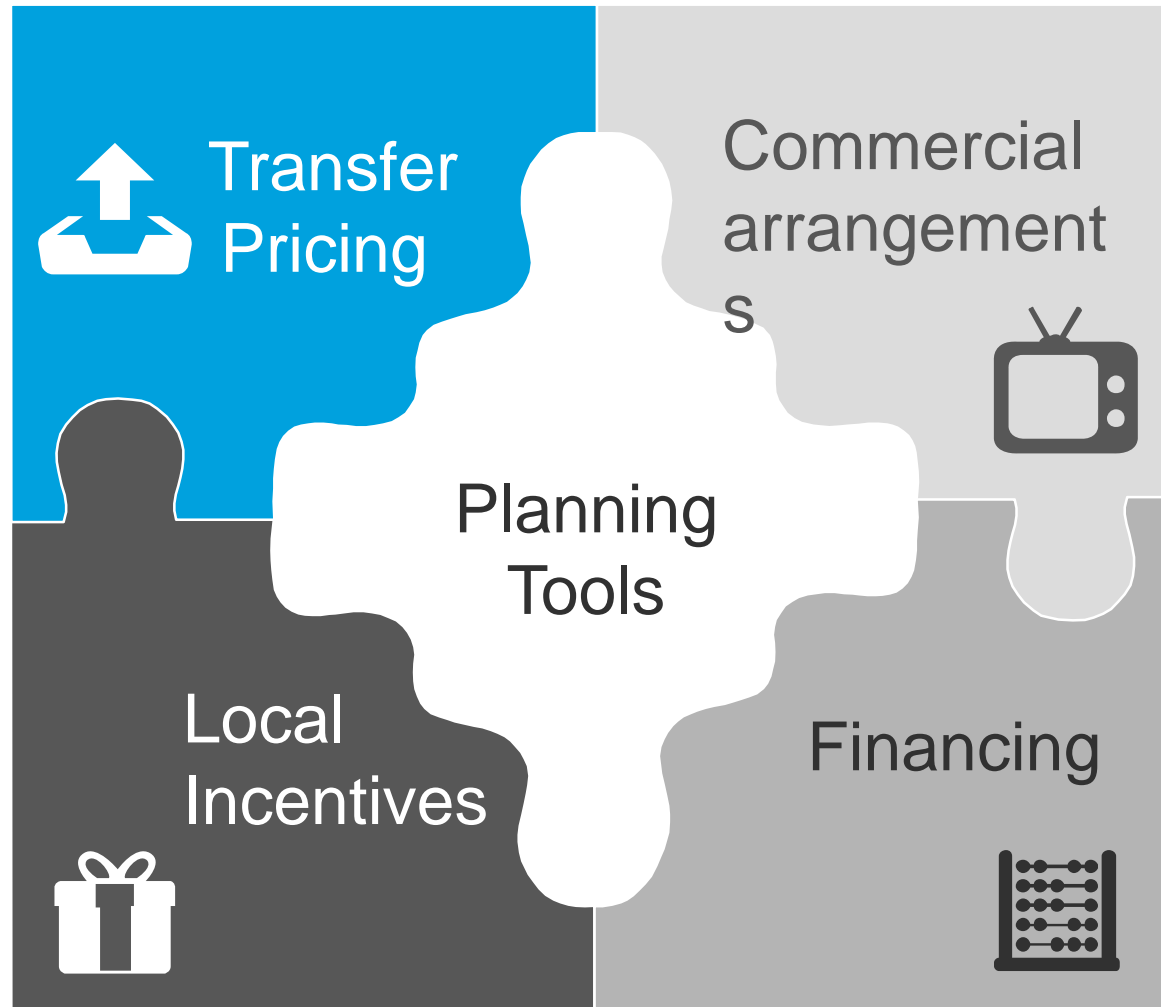 Transfer
Pricing
Commercial
arrangement
s
Planning
Tools
Local
Incentives
Financing